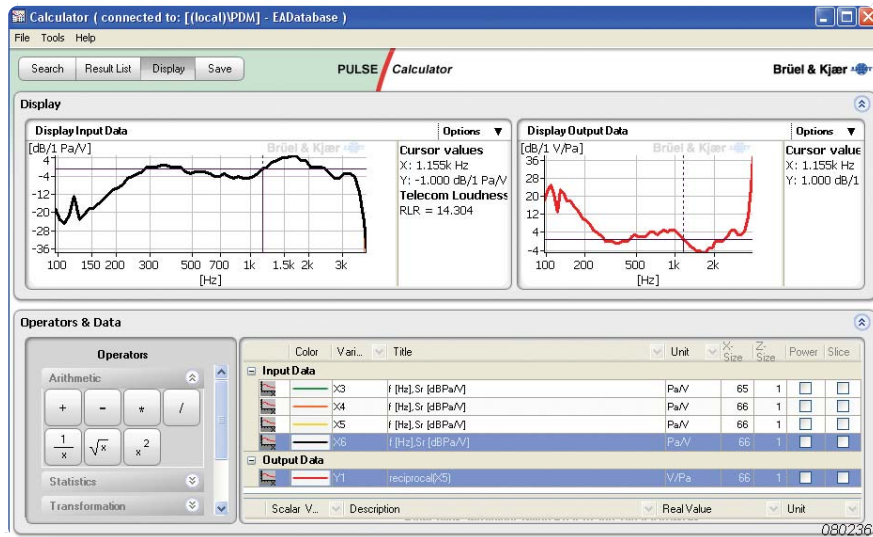 Calculator ( connected to: [(local)\PDM] - EADatabase )
File Tools Help
Search Result List Display Save
PULSE Calculator
Brüel & Kjær
Display
Display Input Data
Options
[dB/1 Pa/V]
Brüel & Kjær
4
-4
-12
-20
-28
-36
100 150 200 300 500 700 1k 1.5k 2k 3k
[Hz]
Cursor values
X: 1.155k Hz
Y: -1.000 dB/1 Pa/V
Telecom Loudness
RLR = 14.304
Display Output Data
Options
[dB/1 V/Pa]
Brüel & Kjær
36
28
20
12
4
-4
100 200 500 1k 2k
[Hz]
Cursor value
X: 1.155k Hz
Y: 1.000 dB/1
Operators & Data
Operators
Arithmetic
+ - * /
1/x √x x²
Statistics
Transformation
Color Vari... Title Unit X-Size Z-Size Power Slice
Input Data
X3 f [Hz],Sr [dBPa/V] Pa/V 65 1
X4 f [Hz],Sr [dBPa/V] Pa/V 66 1
X5 f [Hz],Sr [dBPa/V] Pa/V 66 1
X6 f [Hz],Sr [dBPa/V] Pa/V 66 1
Output Data
Y1 reciprocal(X5) V/Pa 66 1
Scalar V... Description Real Value Unit
080236